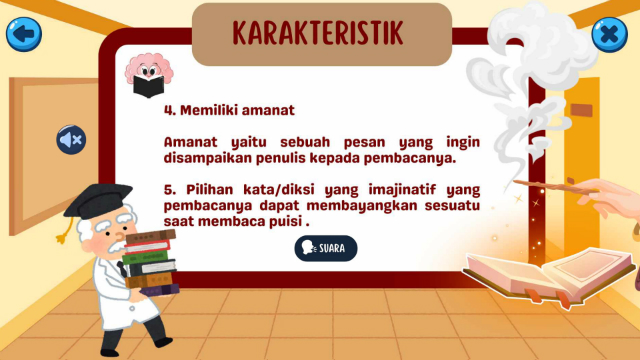 KARAKTERISTIK
4. Memiliki amanat
Amanat yaitu sebuah pesan yang ingin
disampaikan penulis kepada pembacanya.
5. Pilihan kata/diksi yang imajinatif yang
pembacanya dapat membayangkan sesuatu
saat membaca puisi .
SUARA